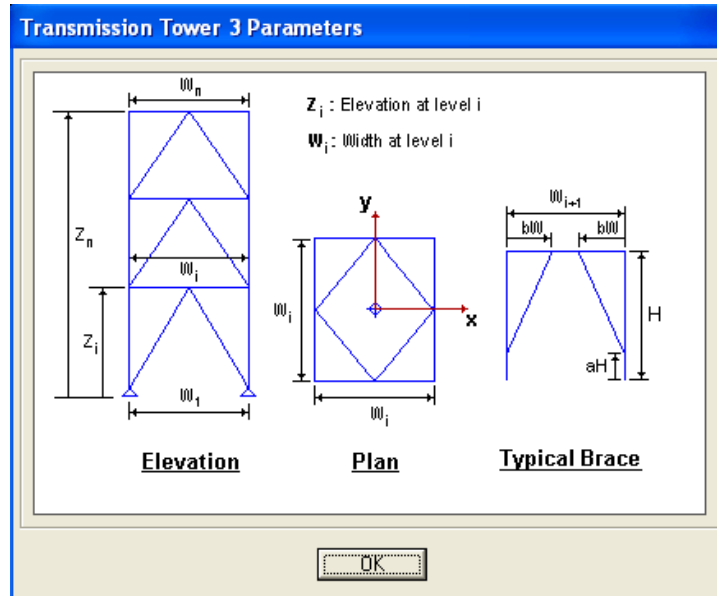 Transmission Tower 3 Parameters
Wn
Zi : Elevation at level i
Wi : Width at level i
Zn
Wi
Zi
W1
Elevation
y
x
Wi
Wi
Plan
Wi+1
bW
bW
H
aH
Typical Brace
OK